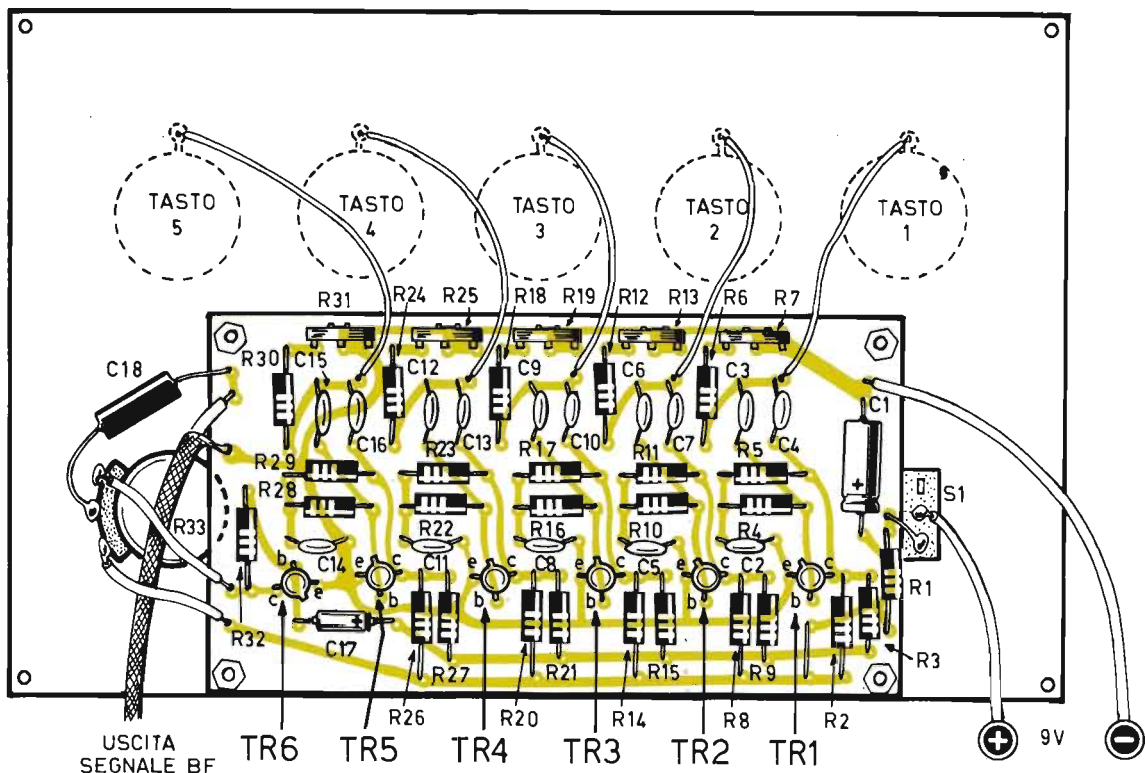 TASTO 5
TASTO 4
TASTO 3
TASTO 2
TASTO 1
R31
R24
R25
R18
R19
R12
R13
R6
R7
C18
R30
C15
C12
C9
C6
C3
C1
C16
C13
C10
C7
C4
R29
R23
R17
R11
R5
S1
R28
R33
R22
R16
R10
R4
C14
C11
C8
C5
C2
b
c
e
e
c
b
e
c
b
e
c
b
e
c
b
e
c
b
R1
R32
C17
+
R27
R21
R15
R9
R3
R26
R20
R14
R8
R2
USCITA
SEGNALE BF
TR6
TR5
TR4
TR3
TR2
TR1
+
9V
−